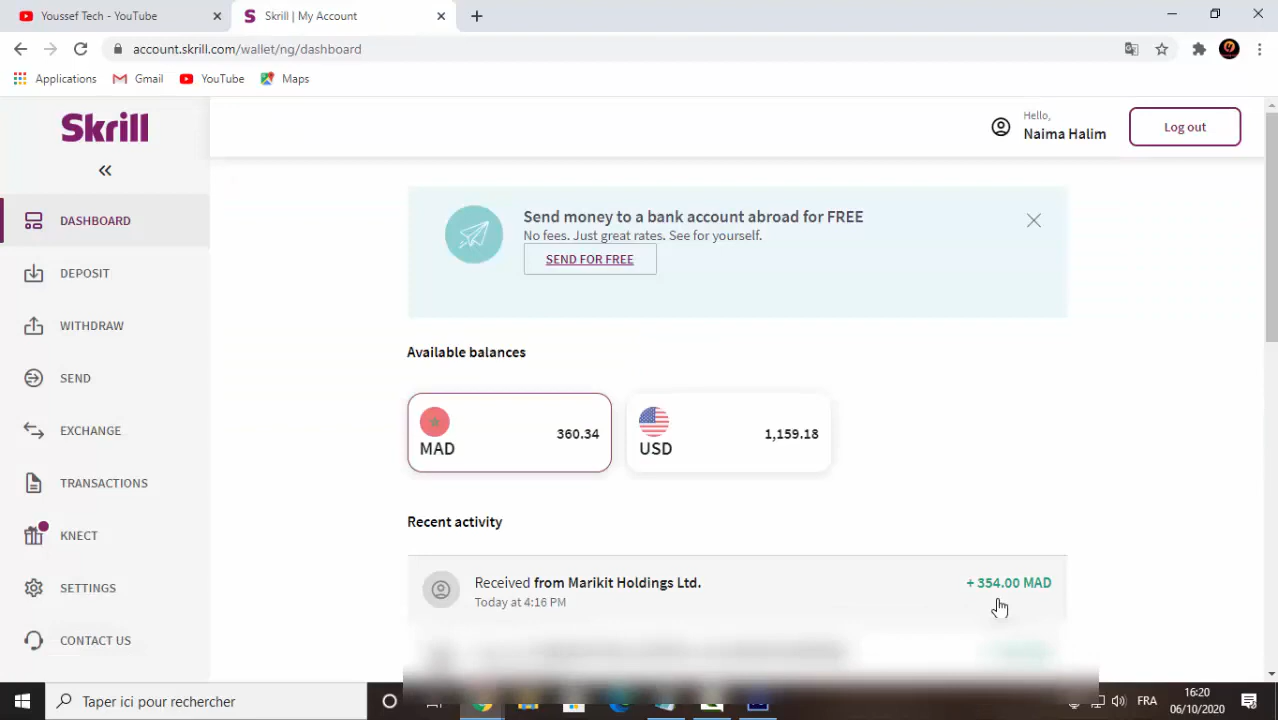 Youssef Tech - YouTube
Skrill | My Account
account.skrill.com/wallet/ng/dashboard
Applications
Gmail
YouTube
Maps
Skrill
Hello,
Naima Halim
Log out
DASHBOARD
DEPOSIT
WITHDRAW
SEND
EXCHANGE
TRANSACTIONS
KNECT
SETTINGS
CONTACT US
Send money to a bank account abroad for FREE
No fees. Just great rates. See for yourself.
SEND FOR FREE
Available balances
MAD 360.34
USD 1,159.18
Recent activity
Received from Marikit Holdings Ltd. + 354.00 MAD
Today at 4:16 PM
Taper ici pour rechercher
FRA
16:20
06/10/2020